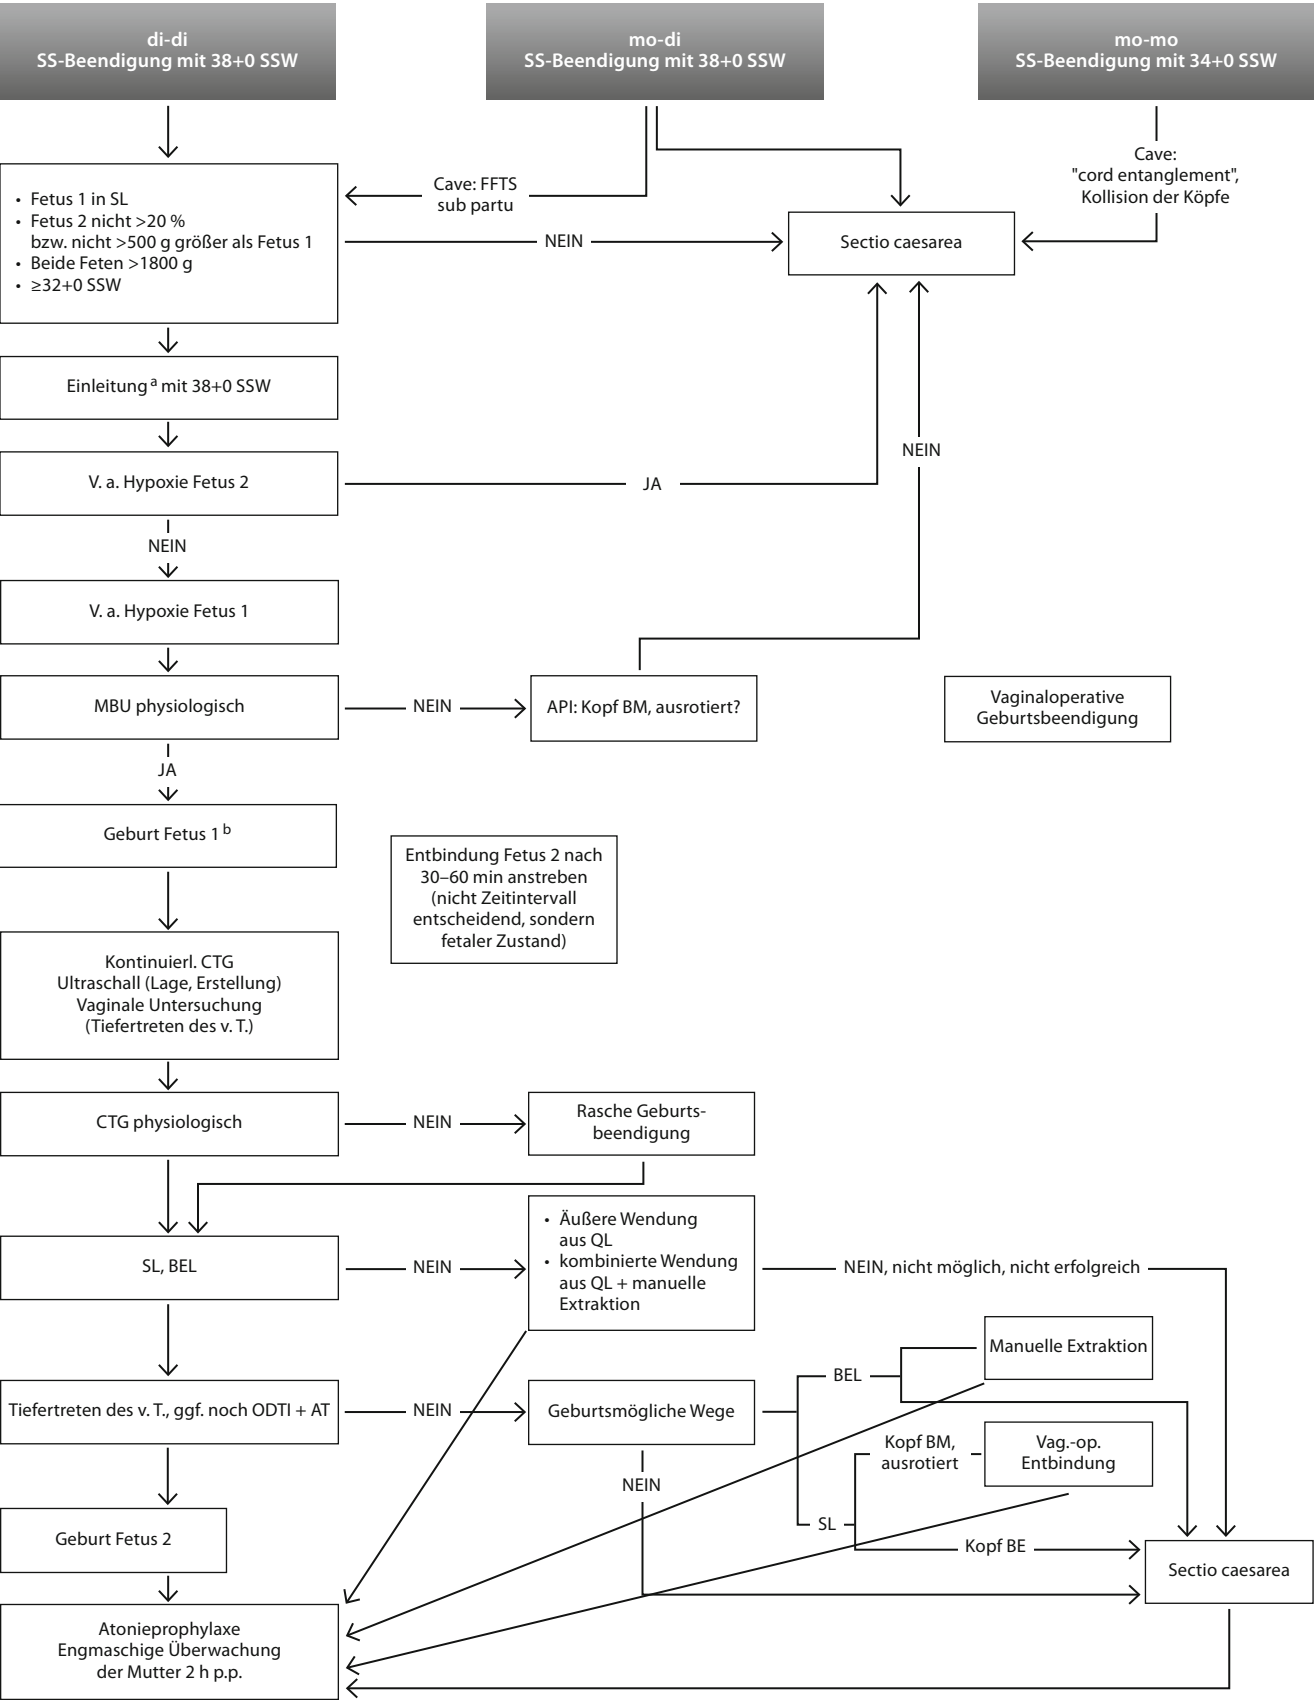 di-di
SS-Beendigung mit 38+0 SSW
mo-di
SS-Beendigung mit 38+0 SSW
mo-mo
SS-Beendigung mit 34+0 SSW
Cave:
"cord entanglement",
Kollision der Köpfe
Cave: FFTS
sub partu
• Fetus 1 in SL
• Fetus 2 nicht >20 %
bzw. nicht >500 g größer als Fetus 1
• Beide Feten >1800 g
• ≥32+0 SSW
NEIN
Sectio caesarea
Einleitung a mit 38+0 SSW
V. a. Hypoxie Fetus 2
JA
NEIN
NEIN
V. a. Hypoxie Fetus 1
MBU physiologisch
NEIN
API: Kopf BM, ausrotiert?
Vaginaloperative
Geburtsbeendigung
JA
Geburt Fetus 1 b
Entbindung Fetus 2 nach
30–60 min anstreben
(nicht Zeitintervall
entscheidend, sondern
fetaler Zustand)
Kontinuierl. CTG
Ultraschall (Lage, Erstellung)
Vaginale Untersuchung
(Tiefertreten des v. T.)
CTG physiologisch
NEIN
Rasche Geburts-
beendigung
SL, BEL
NEIN
• Äußere Wendung
aus QL
• kombinierte Wendung
aus QL + manuelle
Extraktion
NEIN, nicht möglich, nicht erfolgreich
Tiefertreten des v. T., ggf. noch ODTI + AT
NEIN
Geburtsmögliche Wege
BEL
Manuelle Extraktion
Kopf BM,
ausrotiert
Vag.-op.
Entbindung
NEIN
SL
Kopf BE
Sectio caesarea
Geburt Fetus 2
Atonieprophylaxe
Engmaschige Überwachung
der Mutter 2 h p.p.